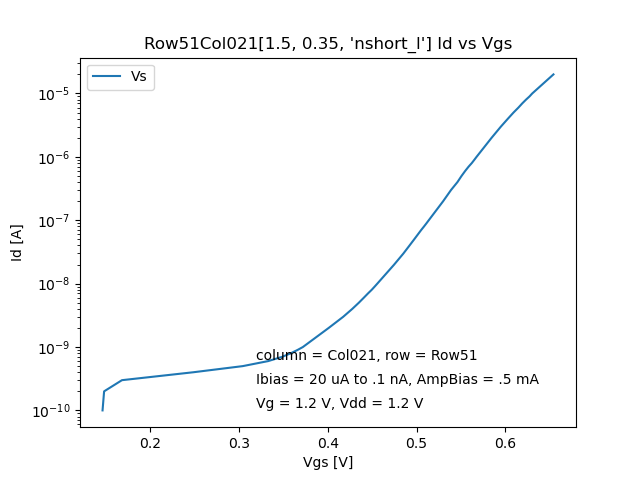 Row51Col021[1.5, 0.35, 'nshort_l'] Id vs Vgs
Vs
10⁻⁵
10⁻⁶
10⁻⁷
10⁻⁸
10⁻⁹
10⁻¹⁰
Id [A]
column = Col021, row = Row51
Ibias = 20 uA to .1 nA, AmpBias = .5 mA
Vg = 1.2 V, Vdd = 1.2 V
0.2 0.3 0.4 0.5 0.6
Vgs [V]